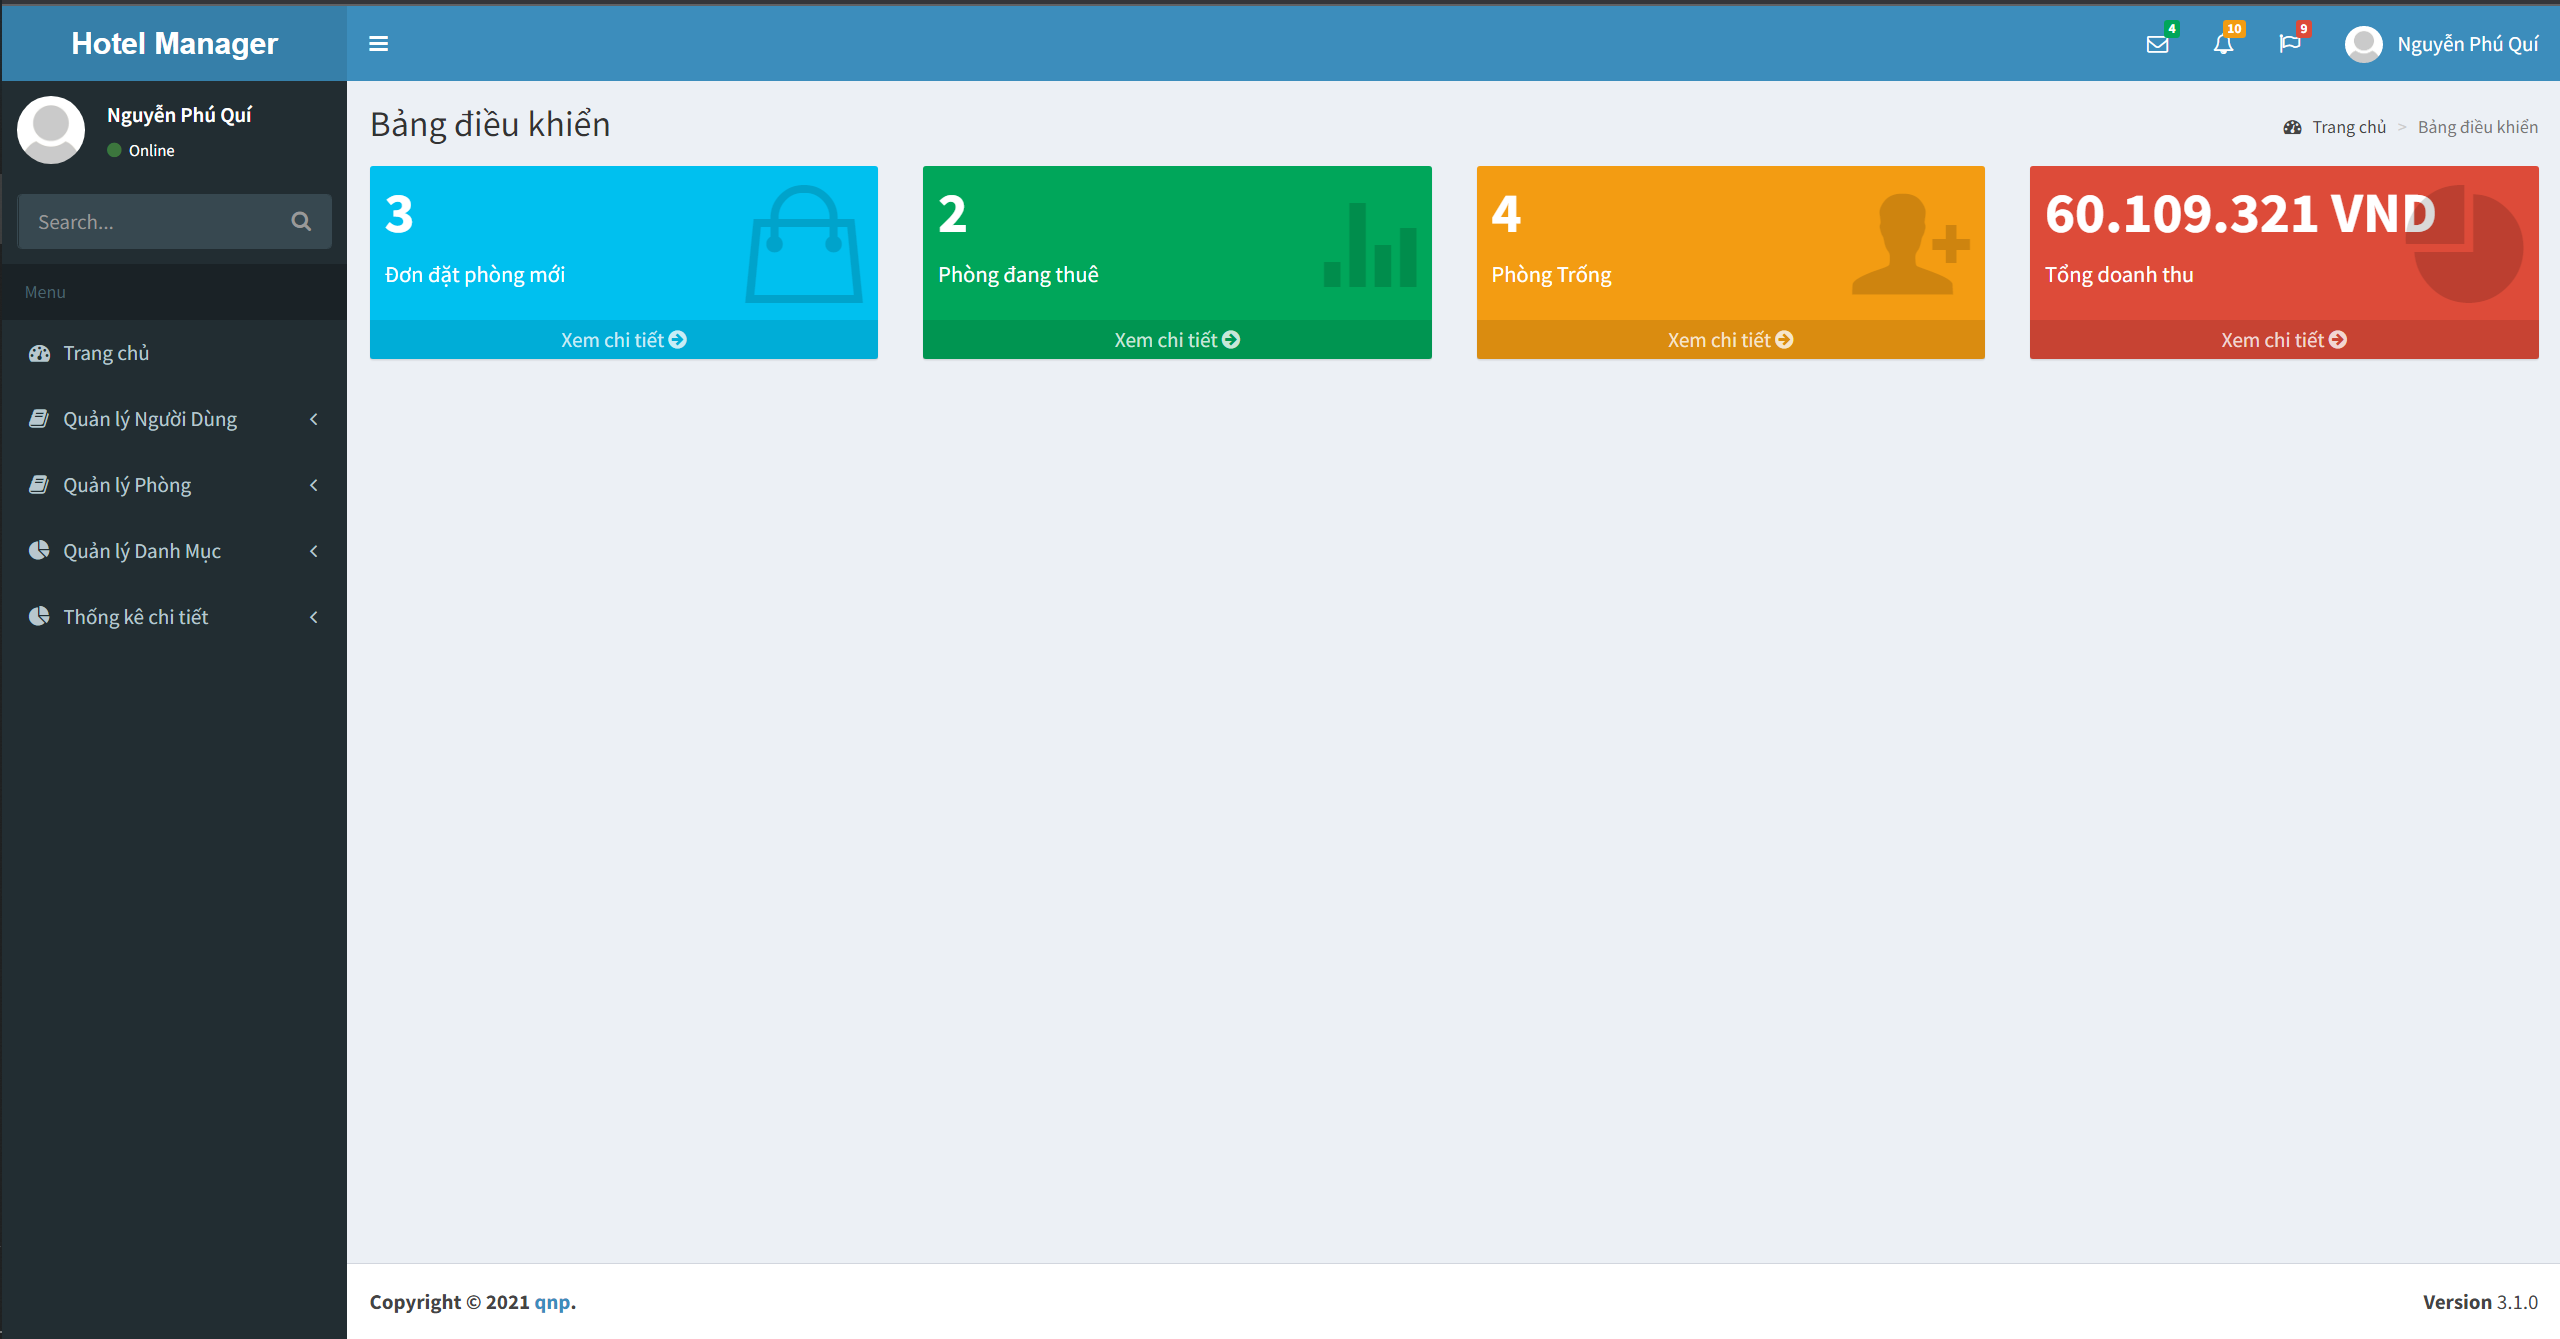 Hotel Manager
4
10
9
Nguyễn Phú Quí
Nguyễn Phú Quí
Online
Search...
Menu
Trang chủ
Quản lý Người Dùng
Quản lý Phòng
Quản lý Danh Mục
Thống kê chi tiết
Bảng điều khiển
Trang chủ > Bảng điều khiển
3
Đơn đặt phòng mới
Xem chi tiết
2
Phòng đang thuê
Xem chi tiết
4
Phòng Trống
Xem chi tiết
60.109.321 VND
Tổng doanh thu
Xem chi tiết
Copyright © 2021 qnp.
Version 3.1.0